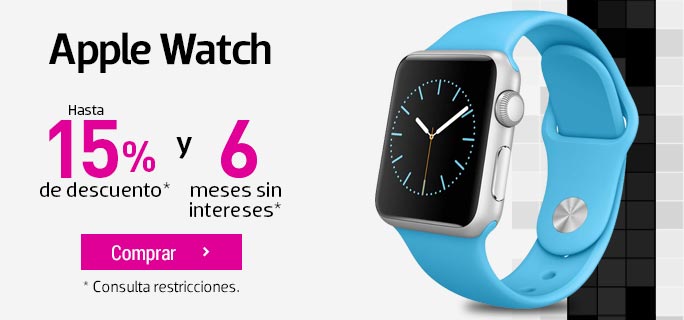 Apple Watch
Hasta
15% y 6
de descuento* meses sin
intereses*
Comprar >
* Consulta restricciones.